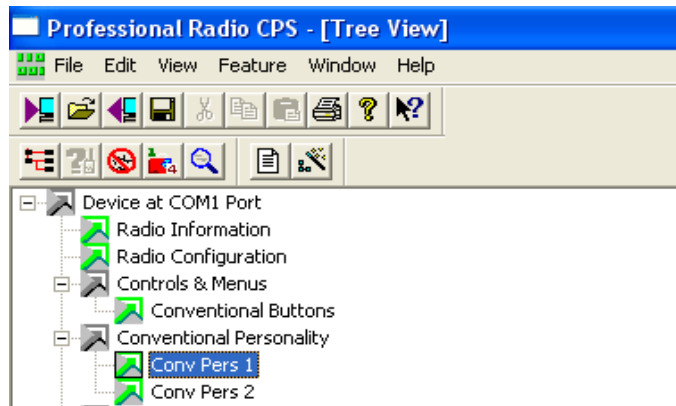 Professional Radio CPS - [Tree View]
File Edit View Feature Window Help
Device at COM1 Port
Radio Information
Radio Configuration
Controls & Menus
Conventional Buttons
Conventional Personality
Conv Pers 1
Conv Pers 2